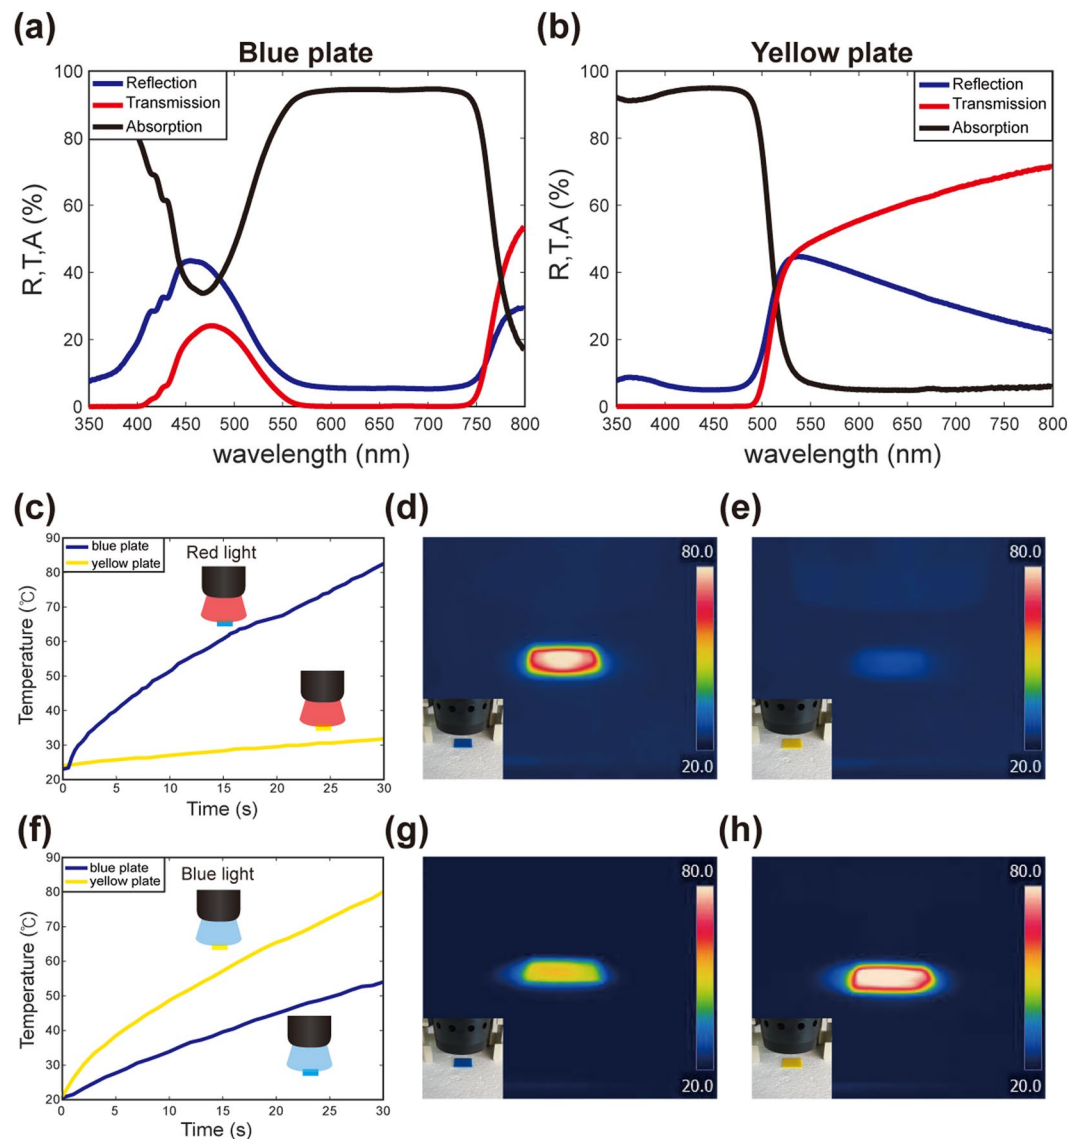 (a)
Blue plate
100
80
60
40
20
0
R,T,A (%)
Reflection
Transmission
Absorption
350 400 450 500 550 600 650 700 750 800
wavelength (nm)
(b)
Yellow plate
100
80
60
40
20
0
R,T,A (%)
Reflection
Transmission
Absorption
350 400 450 500 550 600 650 700 750 800
wavelength (nm)
(c)
90
80
70
60
50
40
30
20
Temperature (℃)
blue plate
yellow plate
Red light
0 5 10 15 20 25 30
Time (s)
(d)
80.0
20.0
(e)
80.0
20.0
(f)
90
80
70
60
50
40
30
20
Temperature (℃)
blue plate
yellow plate
Blue light
0 5 10 15 20 25 30
Time (s)
(g)
80.0
20.0
(h)
80.0
20.0